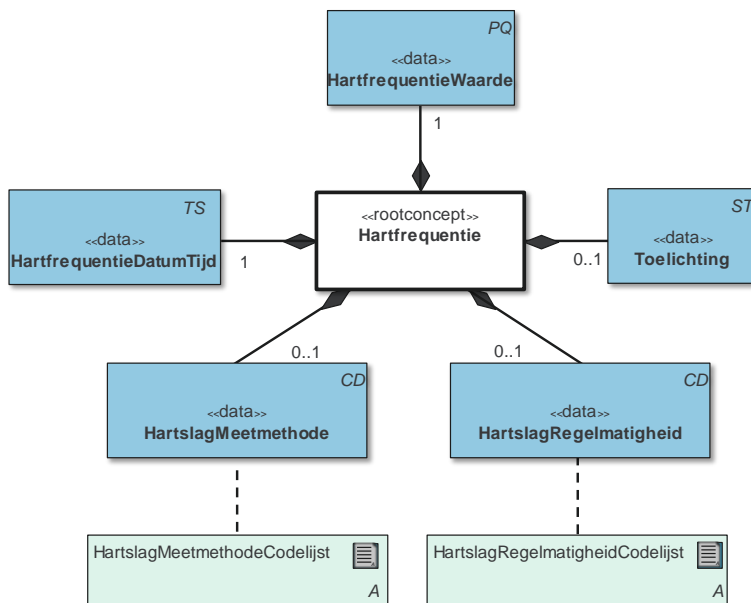 PQ
<<data>>
HartfrequentieWaarde
1
TS
<<data>>
HartfrequentieDatumTijd
1
<<rootconcept>>
Hartfrequentie
ST
<<data>>
Toelichting
0..1
0..1
0..1
CD
<<data>>
HartslagMeetmethode
CD
<<data>>
HartslagRegelmatigheid
HartslagMeetmethodeCodelijst
A
HartslagRegelmatigheidCodelijst
A